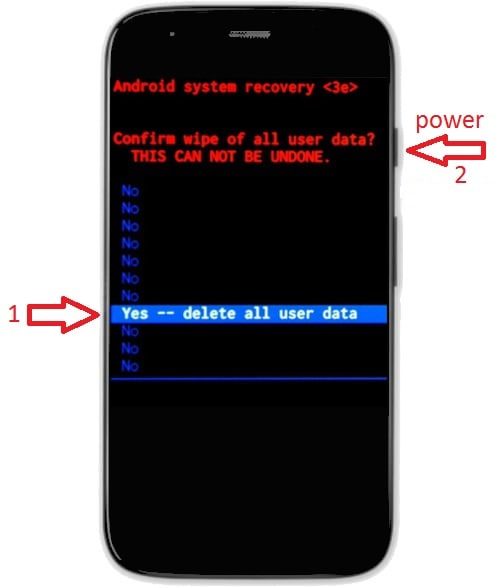 Android system recovery <3e>
power
Confirm wipe of all user data?
THIS CAN NOT BE UNDONE.
2
No
No
No
No
No
No
No
1
Yes -- delete all user data
No
No
No